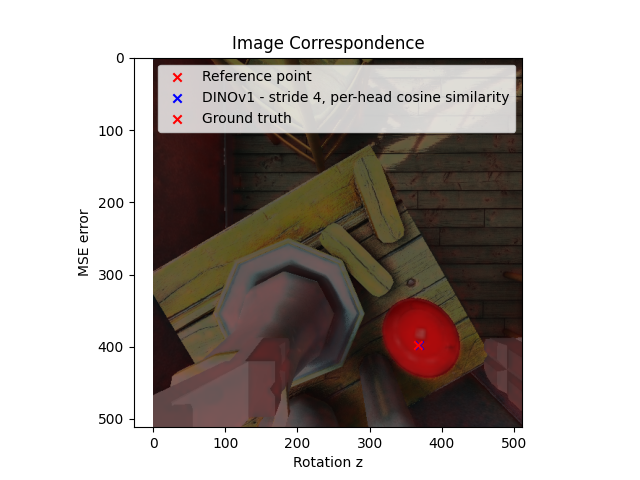 Image Correspondence
Reference point
DINOv1 - stride 4, per-head cosine similarity
Ground truth
0
100
200
300
400
500
MSE error
0
100
200
300
400
500
Rotation z